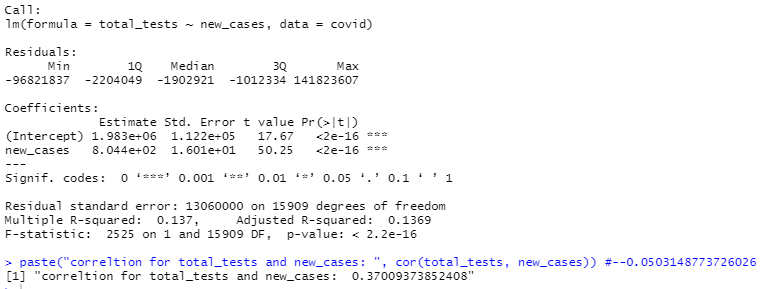 Call:
lm(formula = total_tests ~ new_cases, data = covid)
Residuals:
Min 1Q Median 3Q Max
-96821837 -2204049 -1902921 -1012334 141823607
Coefficients:
Estimate Std. Error t value Pr(>|t|)
(Intercept) 1.983e+06 1.122e+05 17.67 <2e-16 ***
new_cases 8.044e+02 1.601e+01 50.25 <2e-16 ***
---
Signif. codes: 0 ‘***’ 0.001 ‘**’ 0.01 ‘*’ 0.05 ‘.’ 0.1 ‘ ’ 1
Residual standard error: 13060000 on 15909 degrees of freedom
Multiple R-squared: 0.137, Adjusted R-squared: 0.1369
F-statistic: 2525 on 1 and 15909 DF, p-value: < 2.2e-16
> paste("correltion for total_tests and new_cases: ", cor(total_tests, new_cases)) #--0.0503148773726026
[1] "correltion for total_tests and new_cases:  0.37009373852408"